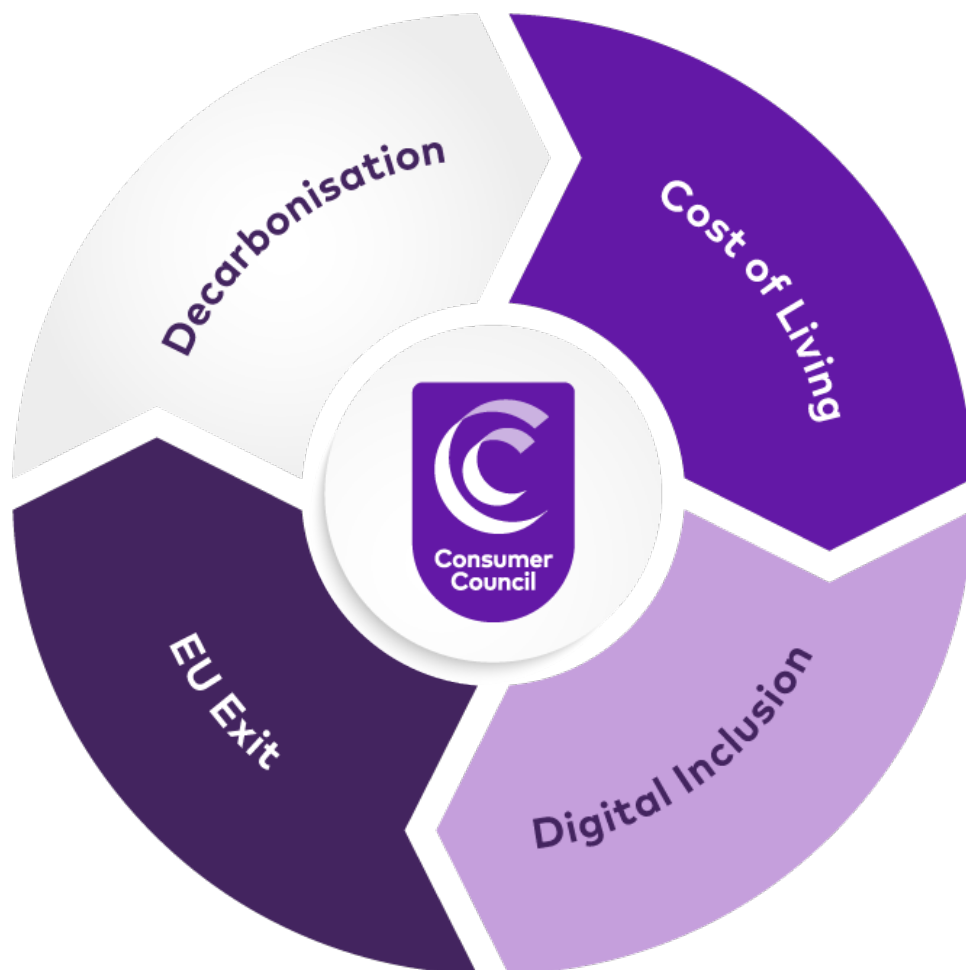 Decarbonisation
Cost of Living
Consumer
Council
EU Exit
Digital Inclusion